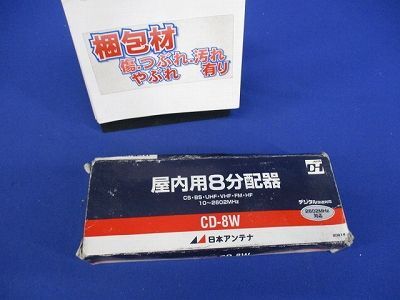 梱包材
傷・つぶれ・汚れ
やぶれ 有り
屋内用8分配器
CS・BS・UHF・VHF・FM・HF
10~2602MHz
デジタル
2602MHz
対応
CD-8W
日本アンテナ
CD-8W